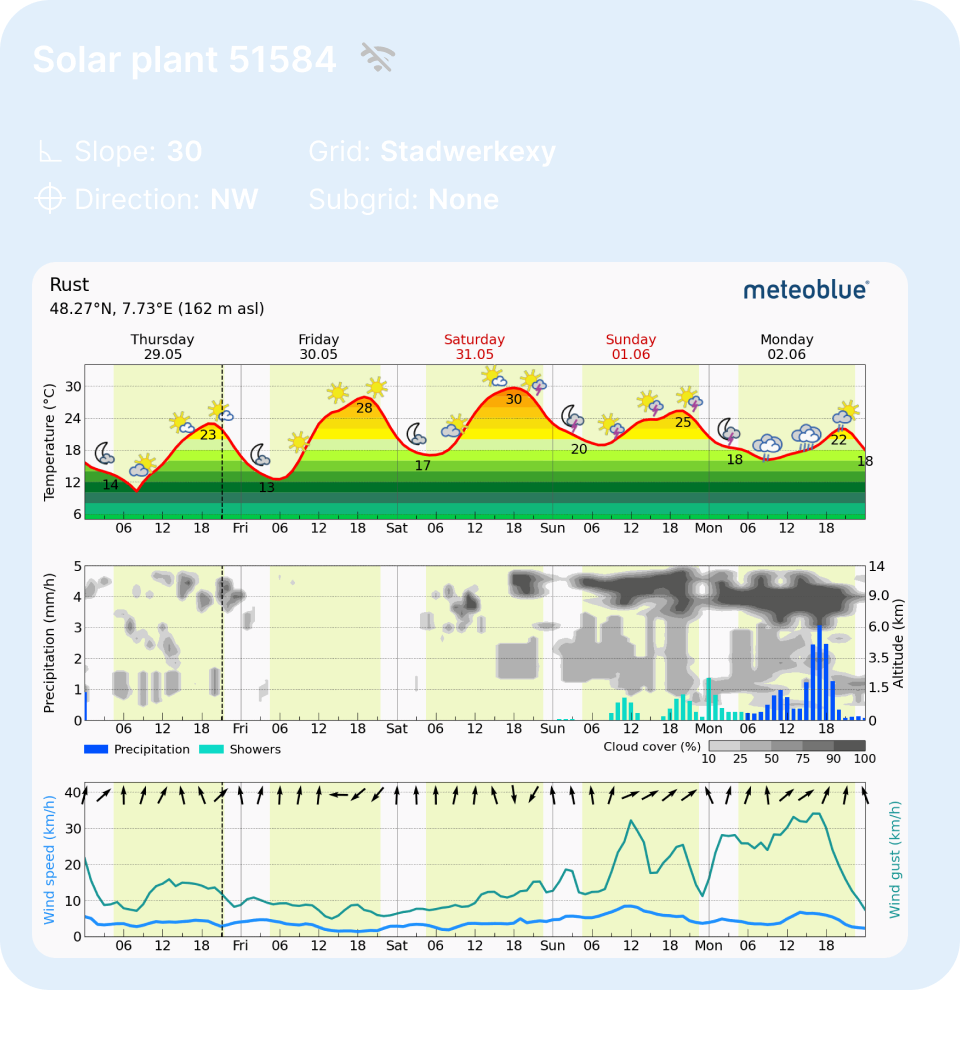 Solar plant 51584
Slope: 30
Grid: Stadwerkexy
Direction: NW
Subgrid: None
Rust
meteoblue®
48.27°N, 7.73°E (162 m asl)
Thursday Friday Saturday Sunday Monday
29.05 30.05 31.05 01.06 02.06
Temperature (°C)
30
24
18
12
6
14 23 13 28 17 30 20 25 18 22 18
06 12 18 Fri 06 12 18 Sat 06 12 18 Sun 06 12 18 Mon 06 12 18
Precipitation (mm/h)
5
4
3
2
1
0
14
9.0
6.0
3.5
1.5
0
Altitude (km)
06 12 18 Fri 06 12 18 Sat 06 12 18 Sun 06 12 18 Mon 06 12 18
Precipitation Showers
Cloud cover (%)
10 25 50 75 90 100
Wind speed (km/h)
40
30
20
10
0
Wind gust (km/h)
06 12 18 Fri 06 12 18 Sat 06 12 18 Sun 06 12 18 Mon 06 12 18